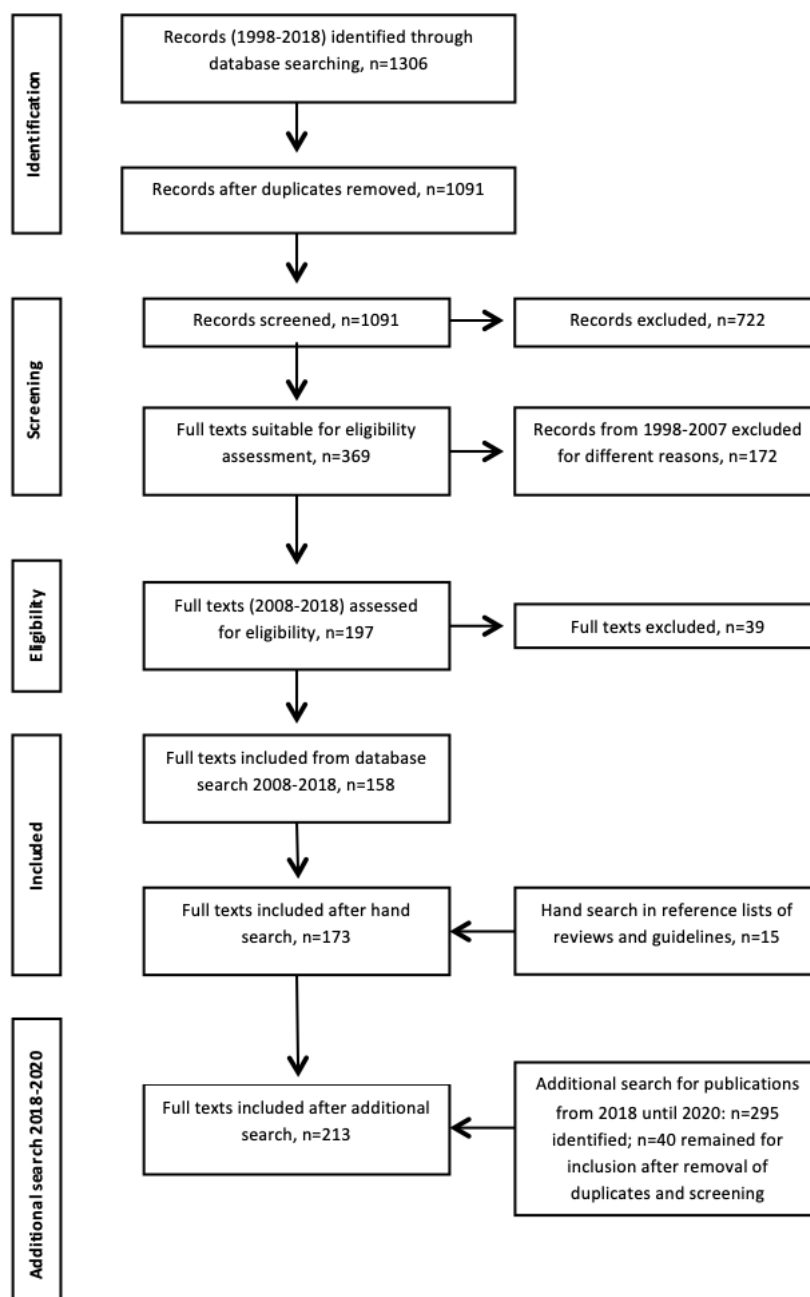 Identification
Records (1998-2018) identified through
database searching, n=1306
Records after duplicates removed, n=1091
Screening
Records screened, n=1091
Records excluded, n=722
Full texts suitable for eligibility
assessment, n=369
Records from 1998-2007 excluded
for different reasons, n=172
Eligibility
Full texts (2008-2018) assessed
for eligibility, n=197
Full texts excluded, n=39
Included
Full texts included from database
search 2008-2018, n=158
Full texts included after hand
search, n=173
Hand search in reference lists of
reviews and guidelines, n=15
Additional search 2018-2020
Full texts included after additional
search, n=213
Additional search for publications
from 2018 until 2020: n=295
identified; n=40 remained for
inclusion after removal of
duplicates and screening